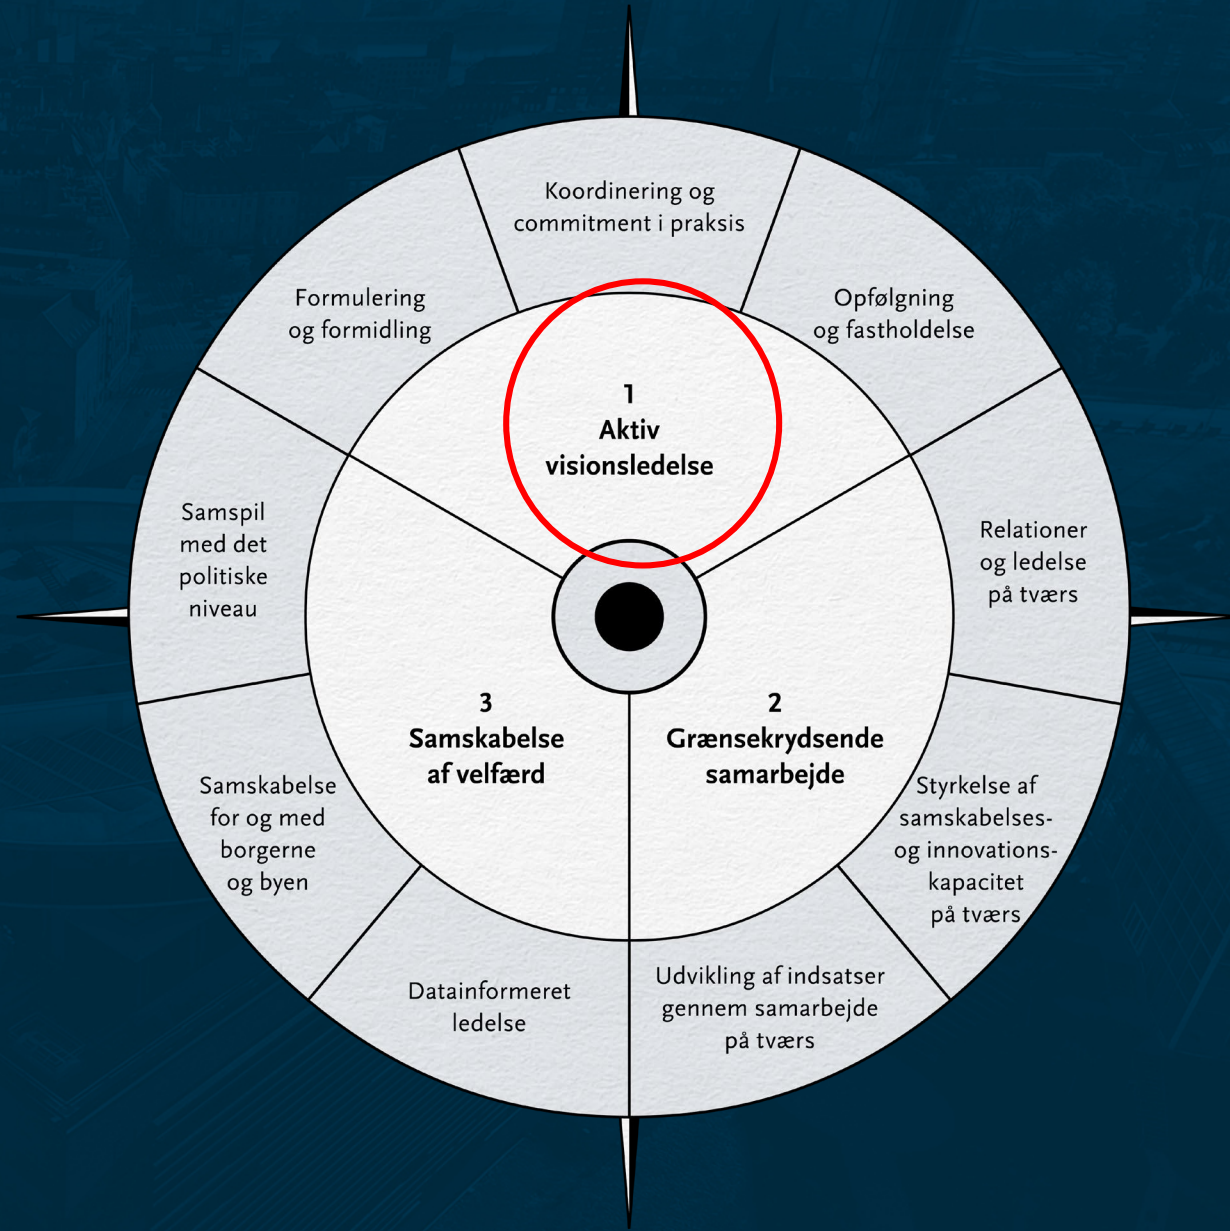 Koordinering og
commitment i praksis
Formulering
og formidling
Opfølgning
og fastholdelse
1
Aktiv
visionsledelse
Samspil
med det
politiske
niveau
Relationer
og ledelse
på tværs
3
Samskabelse
af velfærd
2
Grænsekrydsende
samarbejde
Samskabelse
for og med
borgerne
og byen
Styrkelse af
samskabelses-
og innovations-
kapacitet
på tværs
Datainformeret
ledelse
Udvikling af indsatser
gennem samarbejde
på tværs